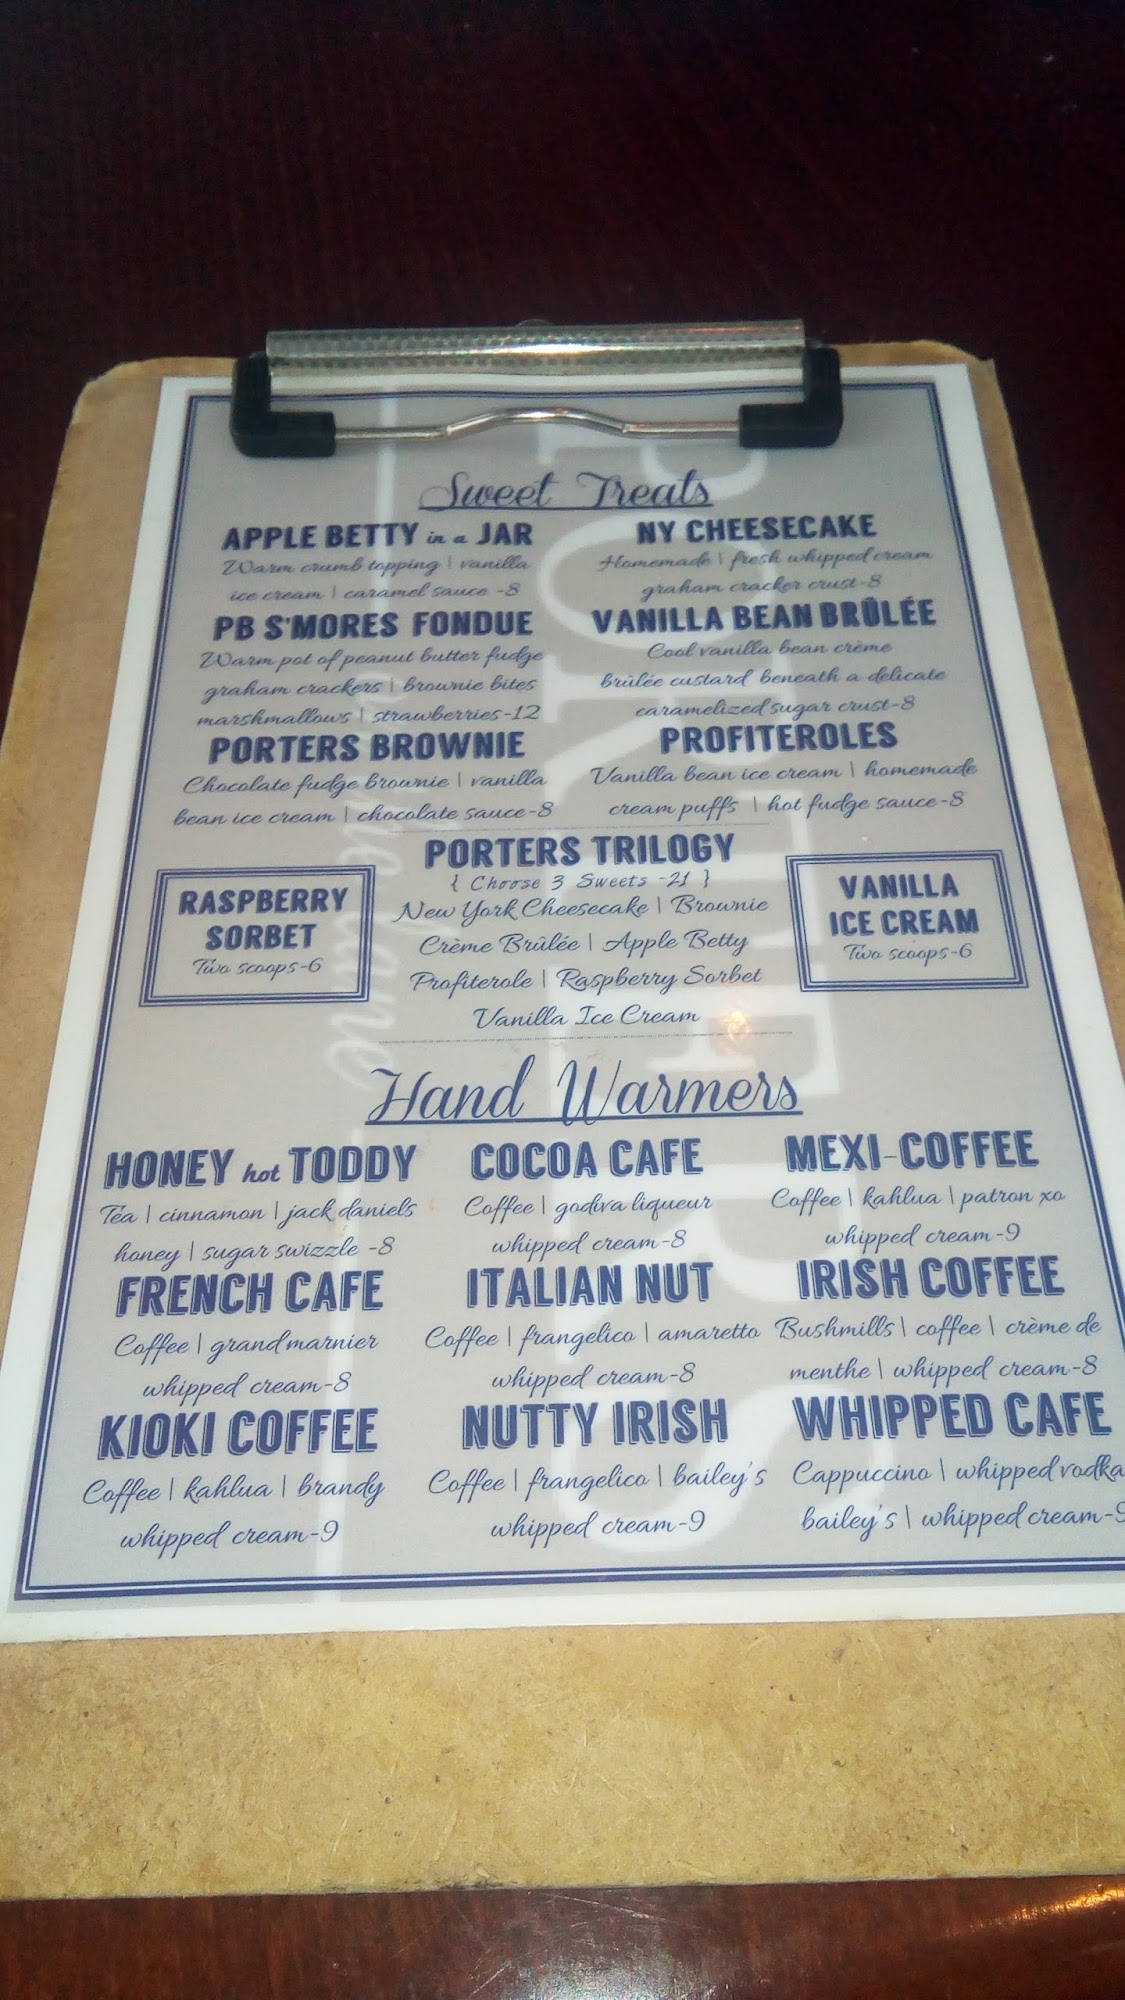 Sweet Treats
APPLE BETTY in a JAR
Warm crumb topping | vanilla
ice cream | caramel sauce -8
NY CHEESECAKE
Homemade | fresh whipped cream
graham cracker crust-8
PB S'MORES FONDUE
Warm pot of peanut butter fudge
graham crackers | brownie bites
marshmallows | strawberries-12
VANILLA BEAN BRÛLÉE
Cool vanilla bean crème
brûlée custard beneath a delicate
caramelized sugar crust-8
PORTERS BROWNIE
Chocolate fudge brownie | vanilla
bean ice cream | chocolate sauce-8
PROFITEROLES
Vanilla bean ice cream | homemade
cream puffs | hot fudge sauce-8
RASPBERRY
SORBET
Two scoops-6
PORTERS TRILOGY
{ Choose 3 Sweets -21 }
New York Cheesecake | Brownie
Crème Brûlée | Apple Betty
Profiterole | Raspberry Sorbet
Vanilla Ice Cream
VANILLA
ICE CREAM
Two scoops-6
Hand Warmers
HONEY hot TODDY
Tea | cinnamon | jack daniels
honey | sugar swizzle -8
COCOA CAFE
Coffee | godiva liqueur
whipped cream-8
MEXI-COFFEE
Coffee | kahlua | patron xo
whipped cream-9
FRENCH CAFE
Coffee | grand marnier
whipped cream-8
ITALIAN NUT
Coffee | frangelico | amaretto
whipped cream-8
IRISH COFFEE
Bushmills | coffee | crème de
menthe | whipped cream-8
KIOKI COFFEE
Coffee | kahlua | brandy
whipped cream-9
NUTTY IRISH
Coffee | frangelico | bailey's
whipped cream-9
WHIPPED CAFE
Cappuccino | whipped vodka
bailey's | whipped cream-9